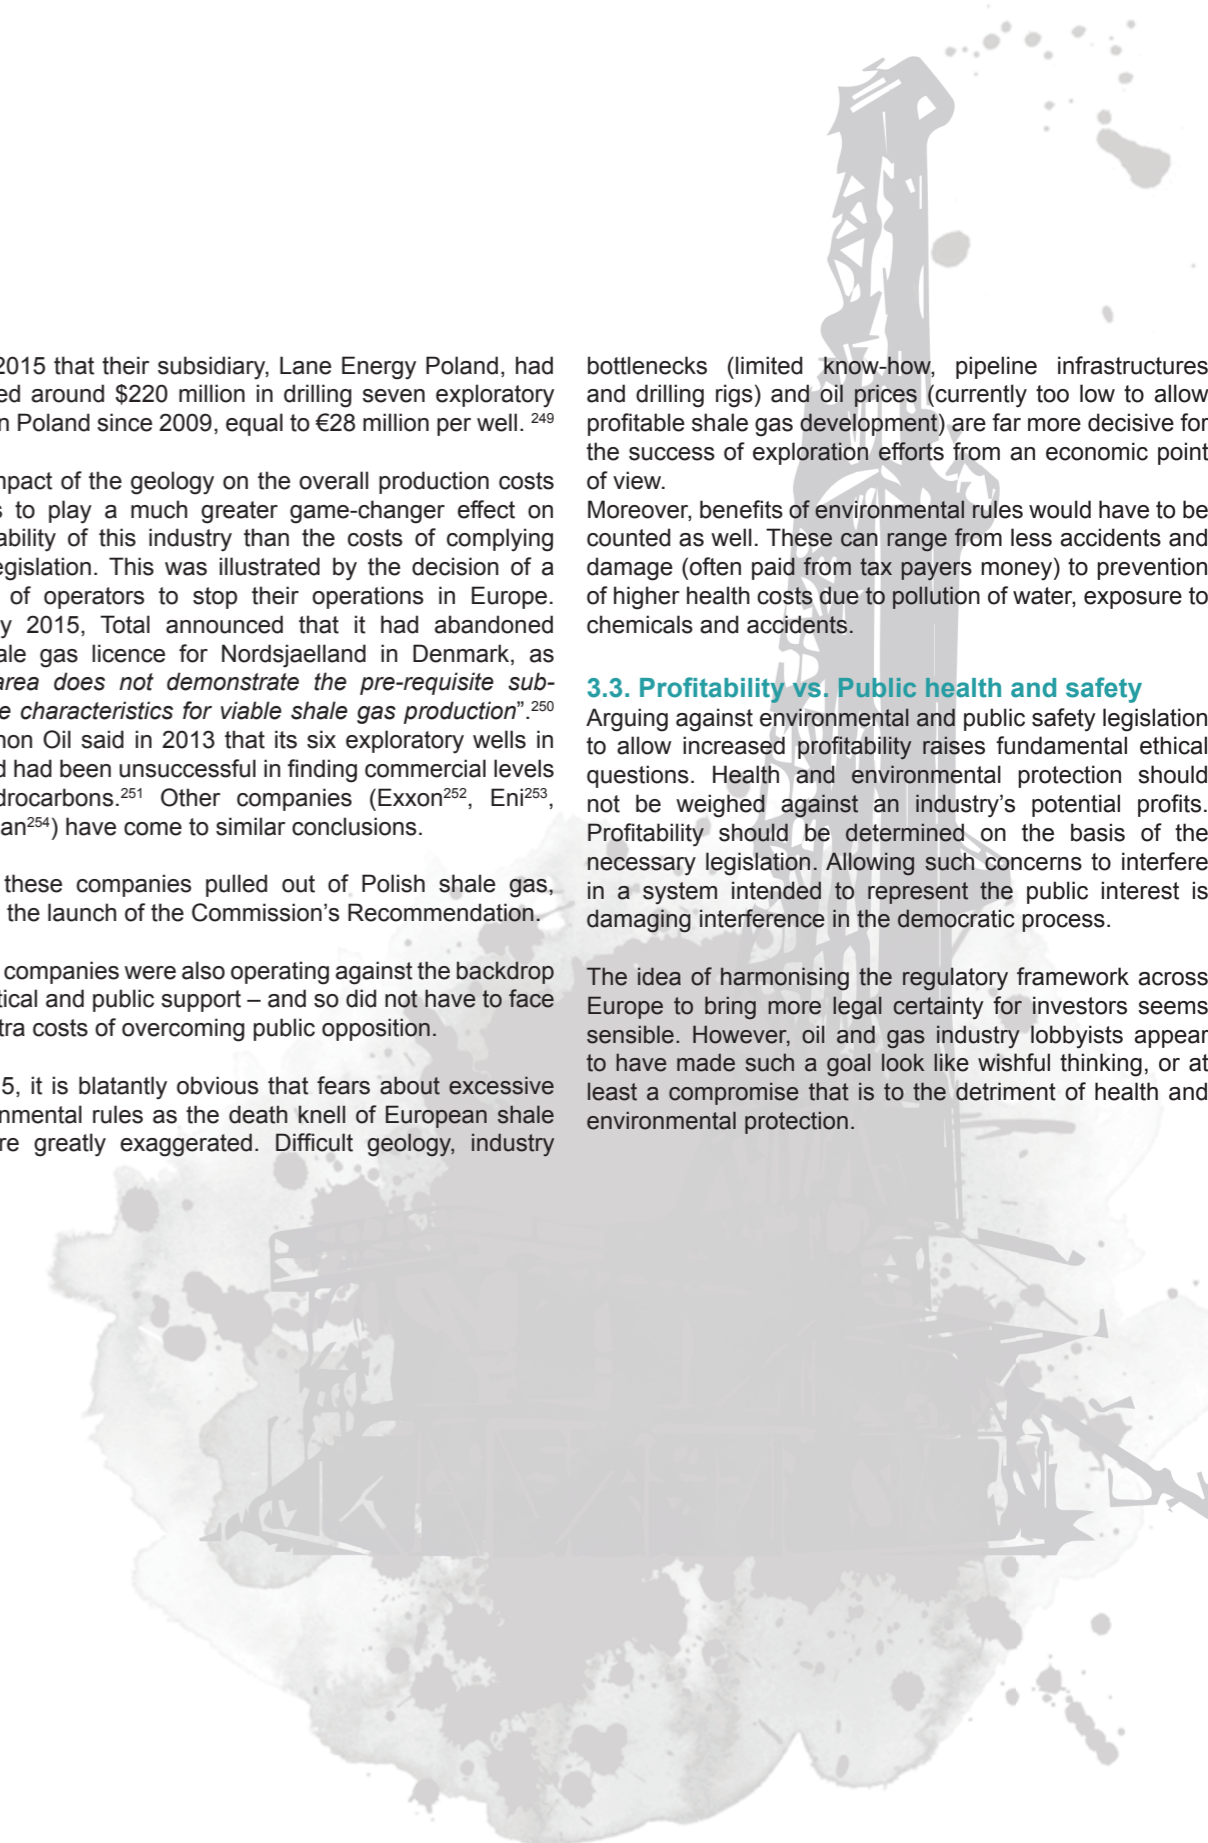 2015 that their subsidiary, Lane Energy Poland, had
ed around $220 million in drilling seven exploratory
n Poland since 2009, equal to €28 million per well. 249
mpact of the geology on the overall production costs
s to play a much greater game-changer effect on
ability of this industry than the costs of complying
egislation. This was illustrated by the decision of a
of operators to stop their operations in Europe.
y 2015, Total announced that it had abandoned
ale gas licence for Nordsjaelland in Denmark, as
area does not demonstrate the pre-requisite sub-
e characteristics for viable shale gas production”.250
hon Oil said in 2013 that its six exploratory wells in
d had been unsuccessful in finding commercial levels
drocarbons.251 Other companies (Exxon252, Eni253,
an254) have come to similar conclusions.
these companies pulled out of Polish shale gas,
the launch of the Commission’s Recommendation.
companies were also operating against the backdrop
tical and public support – and so did not have to face
tra costs of overcoming public opposition.
5, it is blatantly obvious that fears about excessive
nmental rules as the death knell of European shale
re greatly exaggerated. Difficult geology, industry
bottlenecks (limited know-how, pipeline infrastructures
and drilling rigs) and oil prices (currently too low to allow
profitable shale gas development) are far more decisive for
the success of exploration efforts from an economic point
of view.
Moreover, benefits of environmental rules would have to be
counted as well. These can range from less accidents and
damage (often paid from tax payers money) to prevention
of higher health costs due to pollution of water, exposure to
chemicals and accidents.
3.3. Profitability vs. Public health and safety
Arguing against environmental and public safety legislation
to allow increased profitability raises fundamental ethical
questions. Health and environmental protection should
not be weighed against an industry’s potential profits.
Profitability should be determined on the basis of the
necessary legislation. Allowing such concerns to interfere
in a system intended to represent the public interest is
damaging interference in the democratic process.
The idea of harmonising the regulatory framework across
Europe to bring more legal certainty for investors seems
sensible. However, oil and gas industry lobbyists appear
to have made such a goal look like wishful thinking, or at
least a compromise that is to the detriment of health and
environmental protection.